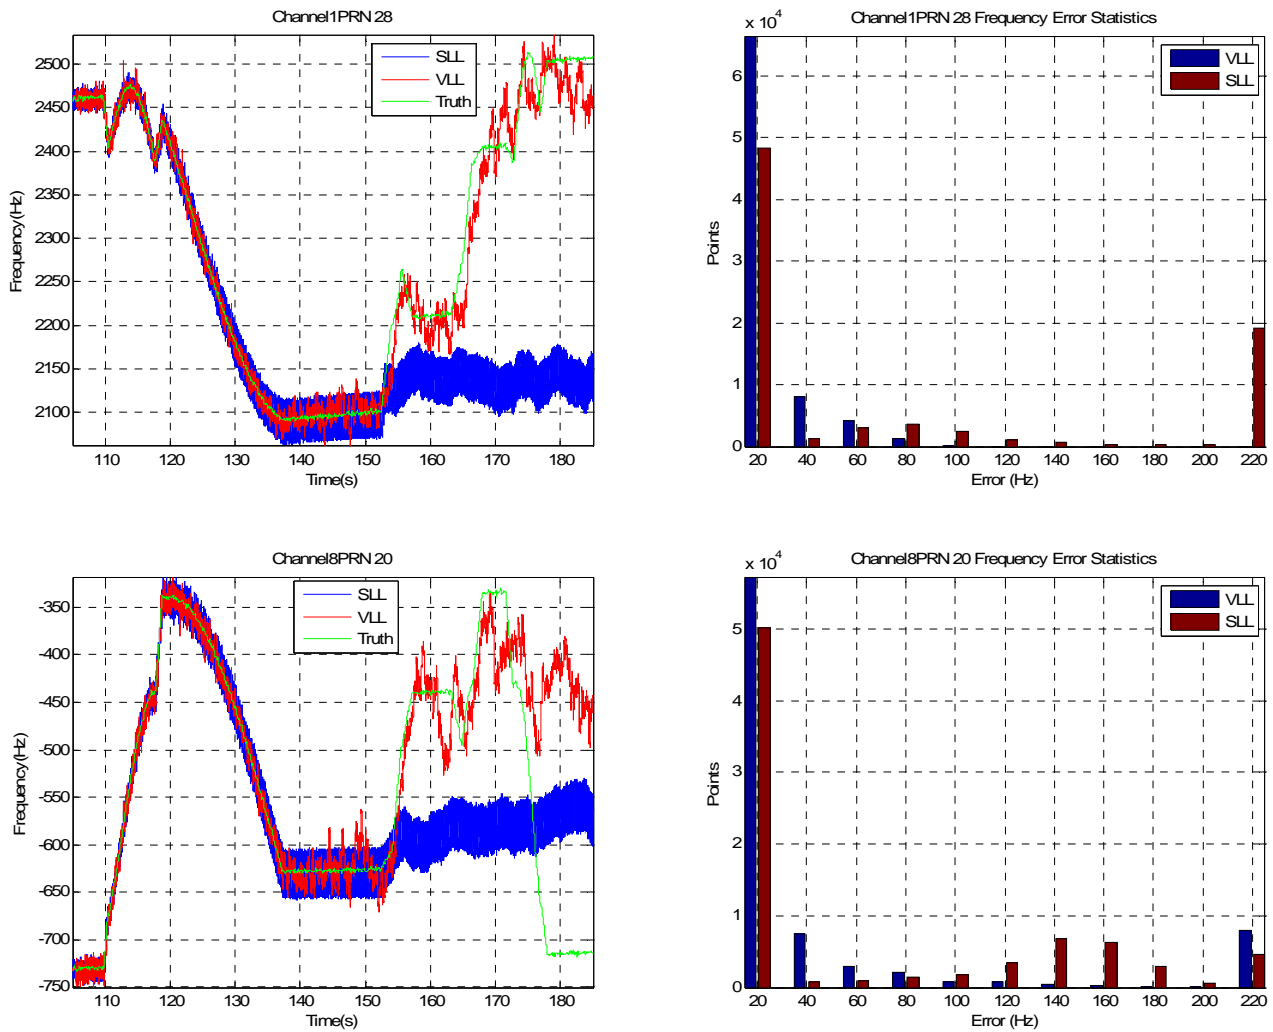 Channel1PRN 28
SLL
VLL
Truth
2500
2450
2400
2350
2300
2250
2200
2150
2100
Frequency(Hz)
110 120 130 140 150 160 170 180
Time(s)
x 10^4
Channel1PRN 28 Frequency Error Statistics
VLL
SLL
6
5
4
3
2
1
0
Points
20 40 60 80 100 120 140 160 180 200 220
Error (Hz)
Channel8PRN 20
SLL
VLL
Truth
-350
-400
-450
-500
-550
-600
-650
-700
-750
Frequency(Hz)
110 120 130 140 150 160 170 180
Time(s)
x 10^4
Channel8PRN 20 Frequency Error Statistics
VLL
SLL
5
4
3
2
1
0
Points
20 40 60 80 100 120 140 160 180 200 220
Error (Hz)